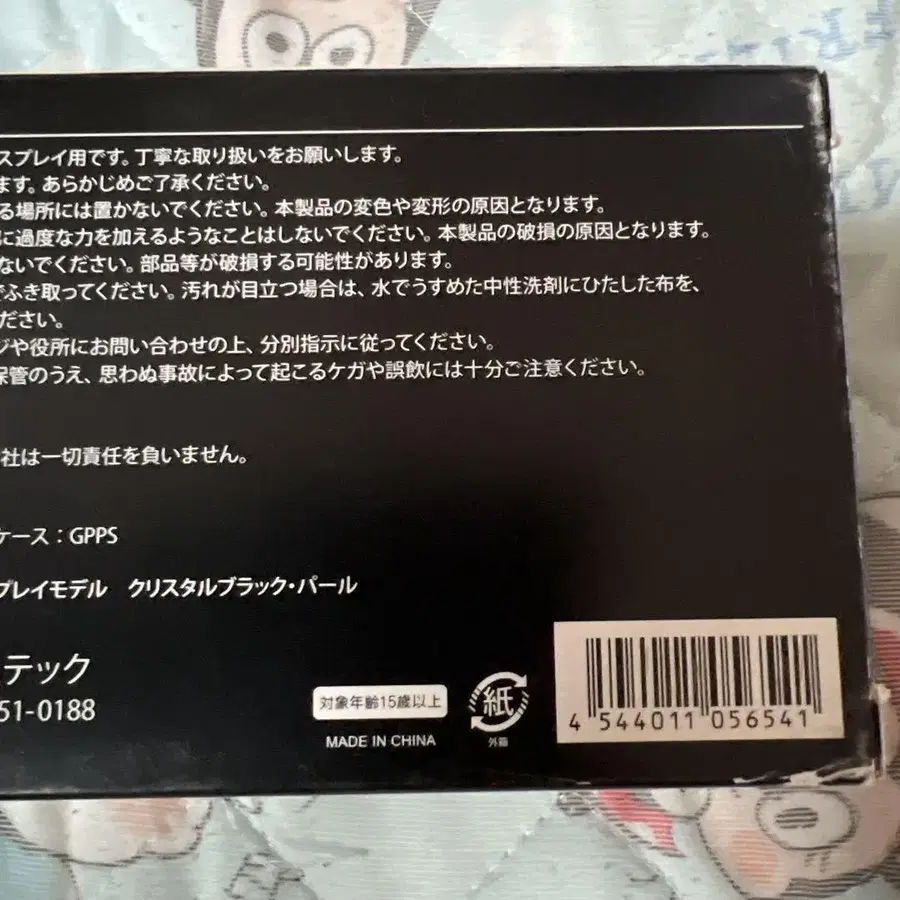 スプレイ用です。丁寧な取り扱いをお願いします。
ます。あらかじめご了承ください。
る場所には置かないでください。本製品の変色や変形の原因となります。
に過度な力を加えるようなことはしないでください。本製品の破損の原因となります。
ないでください。部品等が破損する可能性があります。
でふき取ってください。汚れが目立つ場合は、水でうすめた中性洗剤にひたした布を、
ださい。
ジや役所にお問い合わせの上、分別指示に従ってください。
保管のうえ、思わぬ事故によって起こるケガや誤飲には十分ご注意ください。
社は一切責任を負いません。
ケース：GPPS
プレイモデル クリスタルブラック・パール
テック
51-0188
対象年齢15歳以上
MADE IN CHINA
紙
外箱
4 544011 056541